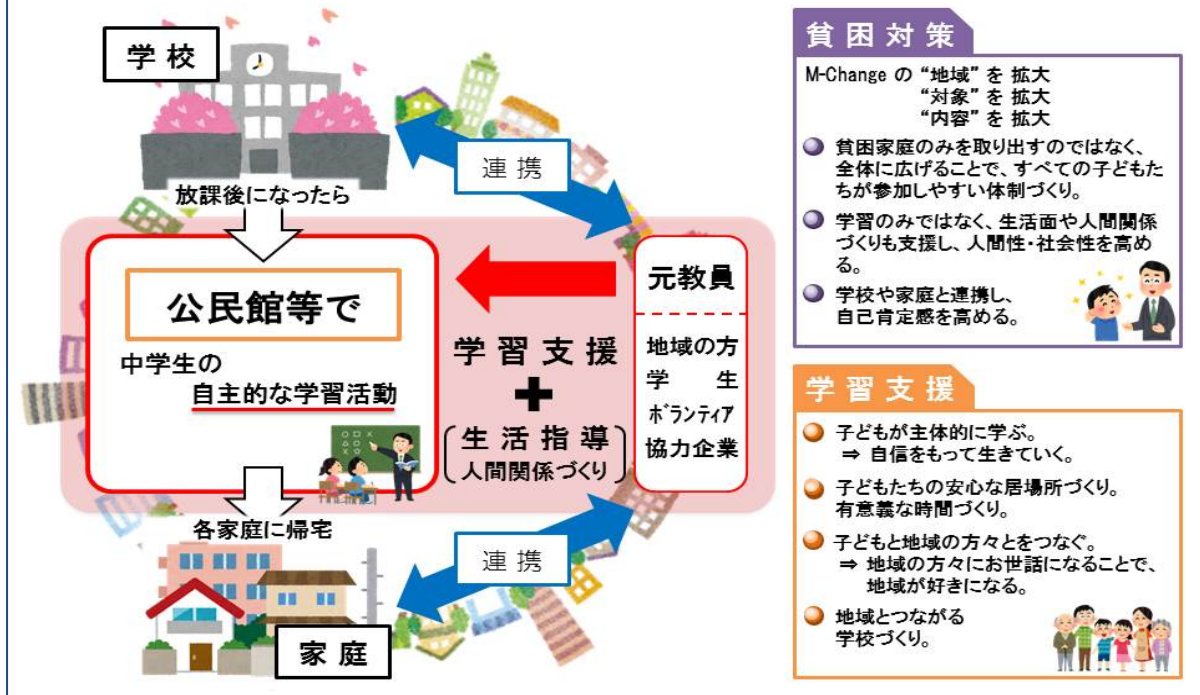 学校
放課後になったら
連携
公民館等で
中学生の
自主的な学習活動
学習支援
+
生活指導
人間関係づくり
元教員
地域の方
学生
ボランティア
協力企業
各家庭に帰宅
連携
家庭
貧困対策
M-Change の “地域” を 拡大
“対象” を 拡大
“内容” を 拡大
貧困家庭のみを取り出すのではなく、
全体に広げることで、すべての子どもた
ちが参加しやすい体制づくり。
学習のみではなく、生活面や人間関係
づくりも支援し、人間性・社会性を高め
る。
学校や家庭と連携し、
自己肯定感を高める。
学習支援
子どもが主体的に学ぶ。
⇒ 自信をもって生きていく。
子どもたちの安心な居場所づくり。
有意義な時間づくり。
子どもと地域の方々とをつなぐ。
⇒ 地域の方々にお世話になることで、
地域が好きになる。
地域とつながる
学校づくり。